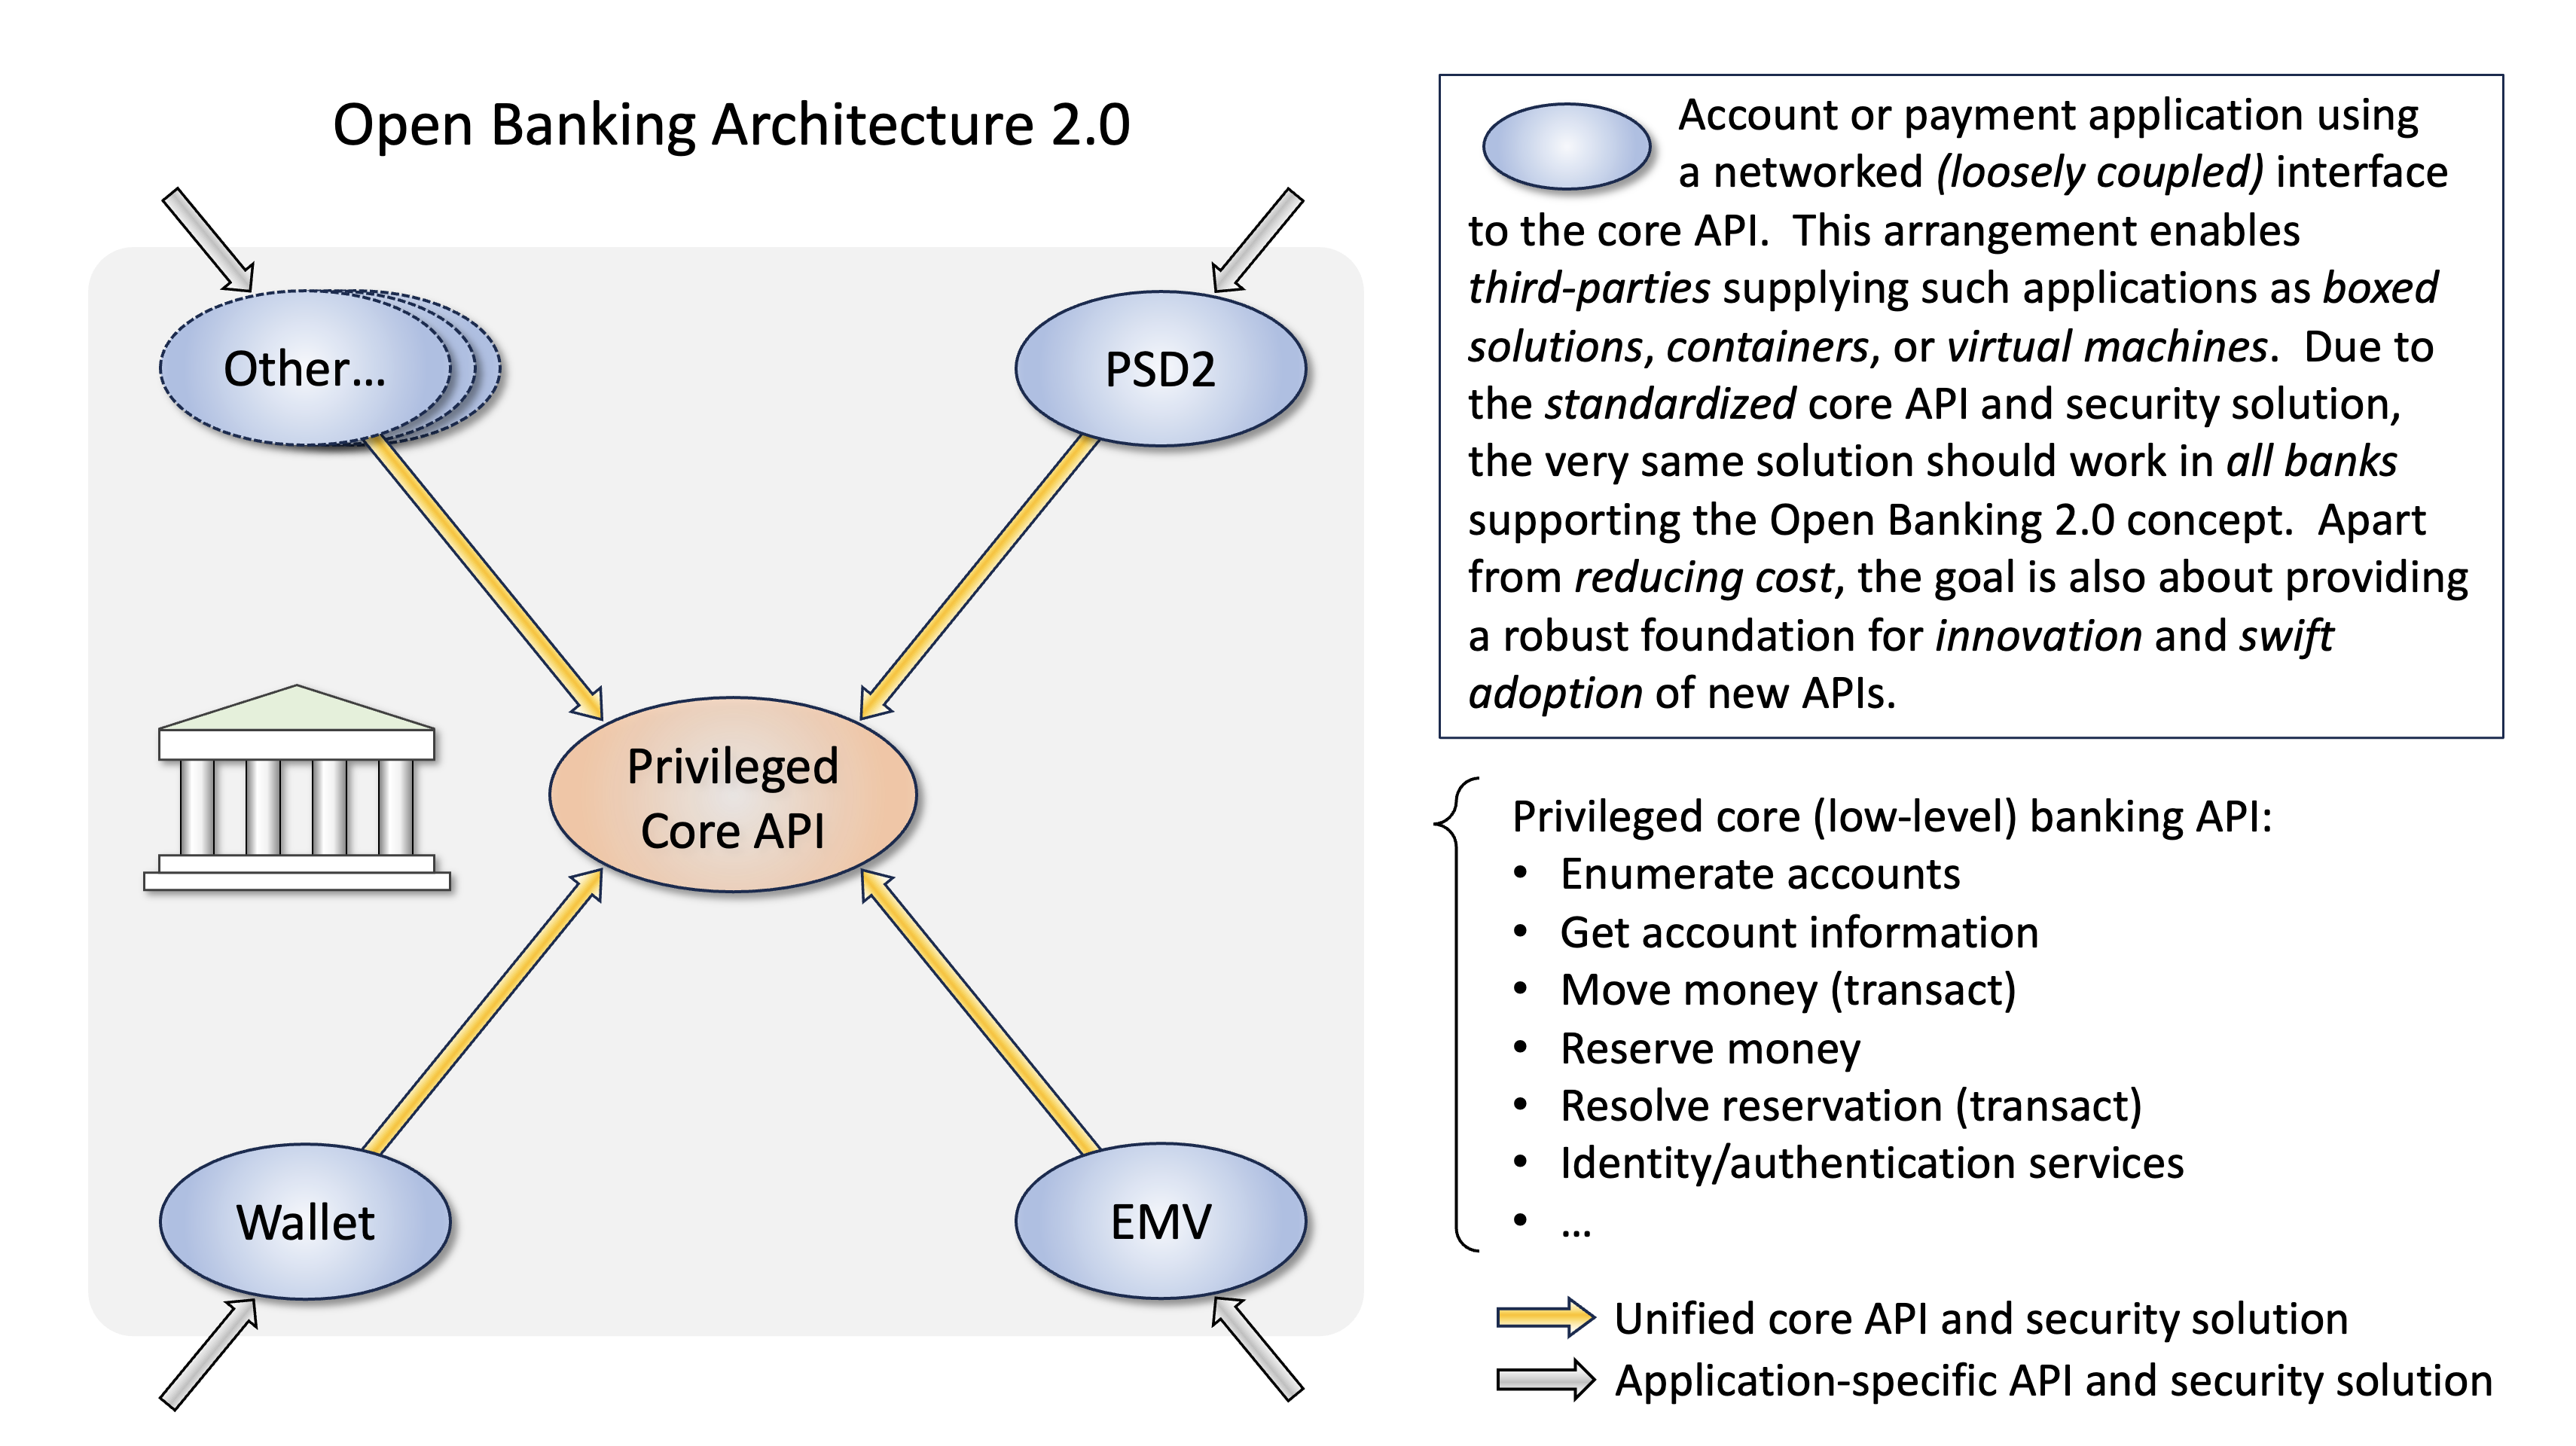 Open Banking Architecture 2.0
Other...
PSD2
Privileged
Core API
Wallet
EMV
Account or payment application using
a networked (loosely coupled) interface
to the core API.  This arrangement enables
third-parties supplying such applications as boxed
solutions, containers, or virtual machines.  Due to
the standardized core API and security solution,
the very same solution should work in all banks
supporting the Open Banking 2.0 concept.  Apart
from reducing cost, the goal is also about providing
a robust foundation for innovation and swift
adoption of new APIs.
Privileged core (low-level) banking API:
• Enumerate accounts
• Get account information
• Move money (transact)
• Reserve money
• Resolve reservation (transact)
• Identity/authentication services
• ...
Unified core API and security solution
Application-specific API and security solution